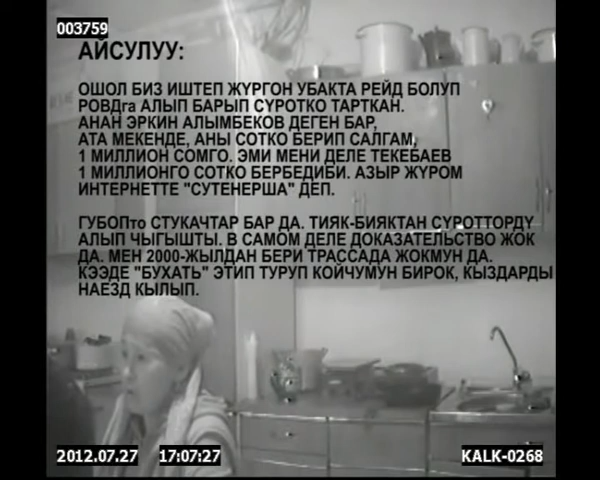 003759
АЙСУЛУУ:
ОШОЛ БИЗ ИШТЕП ЖҮРГОН УБАКТА РЕЙД БОЛУП
РОВДга АЛЫП БАРЫП СҮРОТКО ТАРТКАН.
АНАН ЭРКИН АЛЫМБЕКОВ ДЕГЕН БАР,
АТА МЕКЕНДЕ, АНЫ СОТКО БЕРИП САЛГАМ,
1 МИЛЛИОН СОМГО. ЭМИ МЕНИ ДЕЛЕ ТЕКЕБАЕВ
1 МИЛЛИОНГО СОТКО БЕРБЕДИБИ. АЗЫР ЖҮРОМ
ИНТЕРНЕТТЕ "СУТЕНЕРША" ДЕП.
ГУБОПто СТУКАЧТАР БАР ДА. ТИЯК-БИЯКТАН СҮРОТТОРДҮ
АЛЫП ЧЫГЫШТЫ. В САМОМ ДЕЛЕ ДОКАЗАТЕЛЬСТВО ЖОК
ДА. МЕН 2000-ЖЫЛДАН БЕРИ ТРАССАДА ЖОКМУН ДА.
КЭЭДЕ "БУХАТЬ" ЭТИП ТУРУП КОЙЧУМУН БИРОК, КЫЗДАРДЫ
НАЕЗД КЫЛЫП.
2012.07.27 17:07:27 KALK-0268